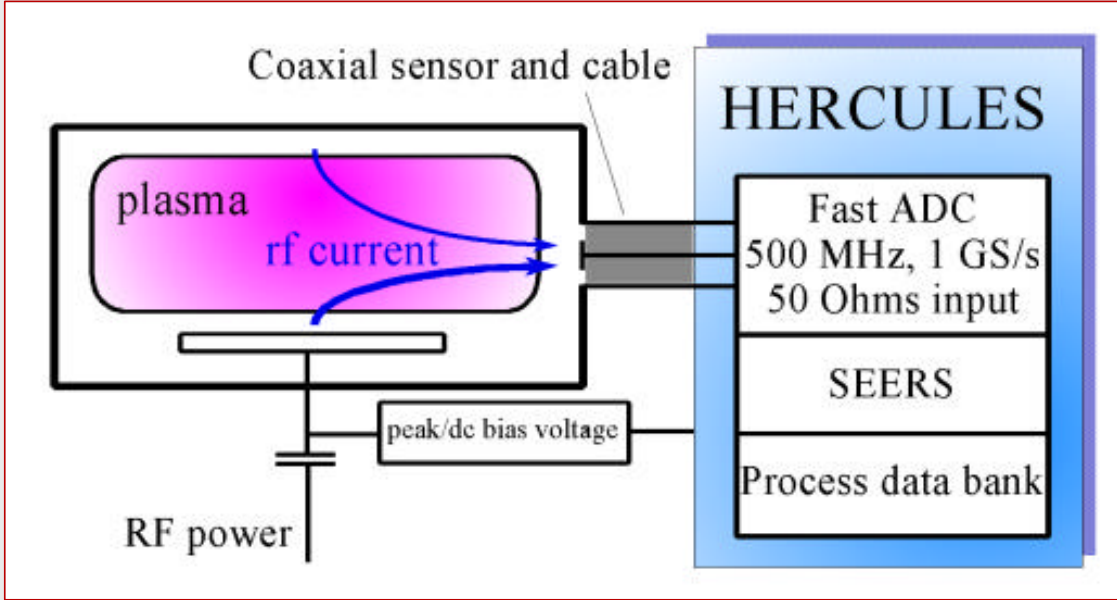 Coaxial sensor and cable
HERCULES
plasma
rf current
Fast ADC
500 MHz, 1 GS/s
50 Ohms input
SEERS
peak/dc bias voltage
Process data bank
RF power